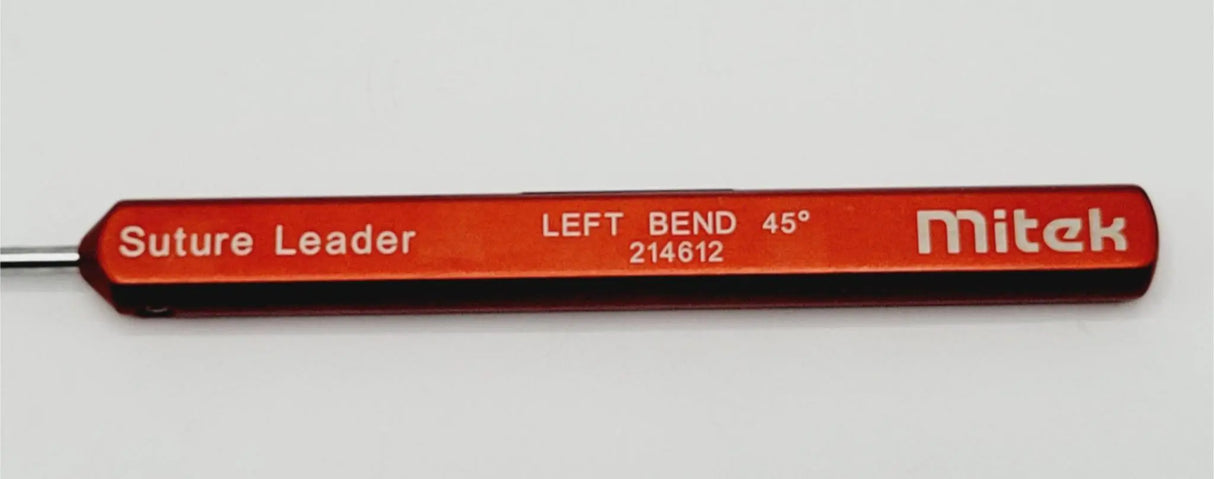 Suture Leader
LEFT BEND 45°
214612
mitek